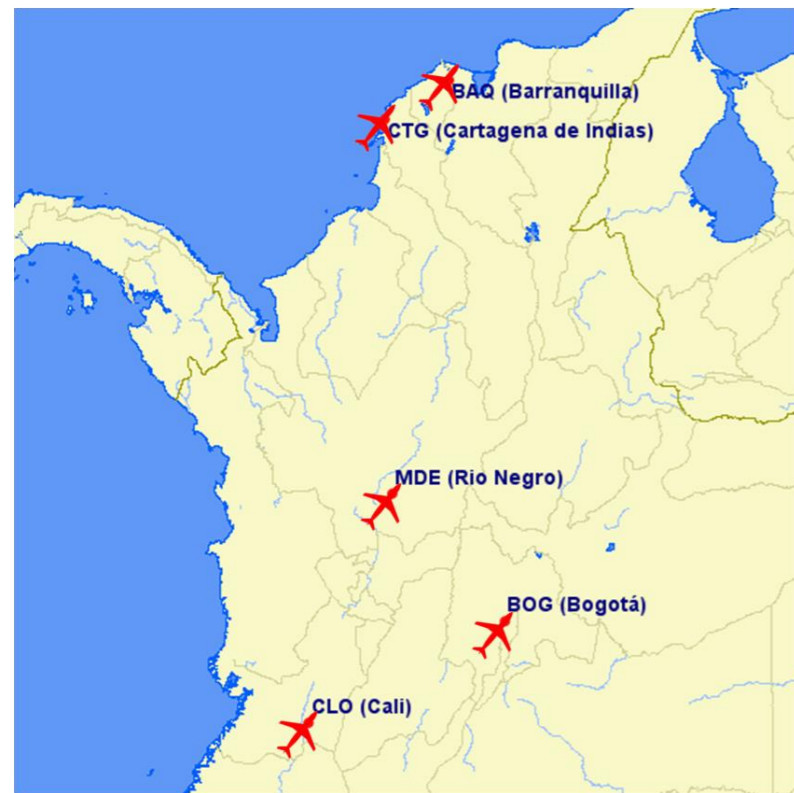 BAQ (Barranquilla)
CTG (Cartagena de Indias)
MDE (Rio Negro)
BOG (Bogotá)
CLO (Cali)